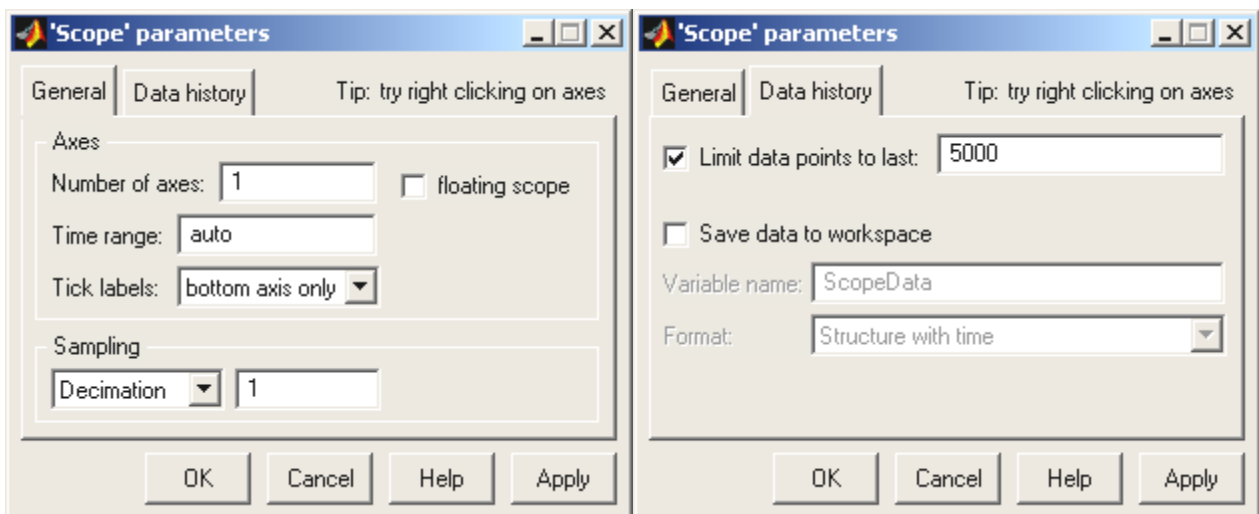 'Scope' parameters
General
Data history
Tip: try right clicking on axes
Axes
Number of axes: 1
floating scope
Time range: auto
Tick labels: bottom axis only
Sampling
Decimation 1
OK
Cancel
Help
Apply
'Scope' parameters
General
Data history
Tip: try right clicking on axes
Limit data points to last: 5000
Save data to workspace
Variable name: ScopeData
Format: Structure with time
OK
Cancel
Help
Apply